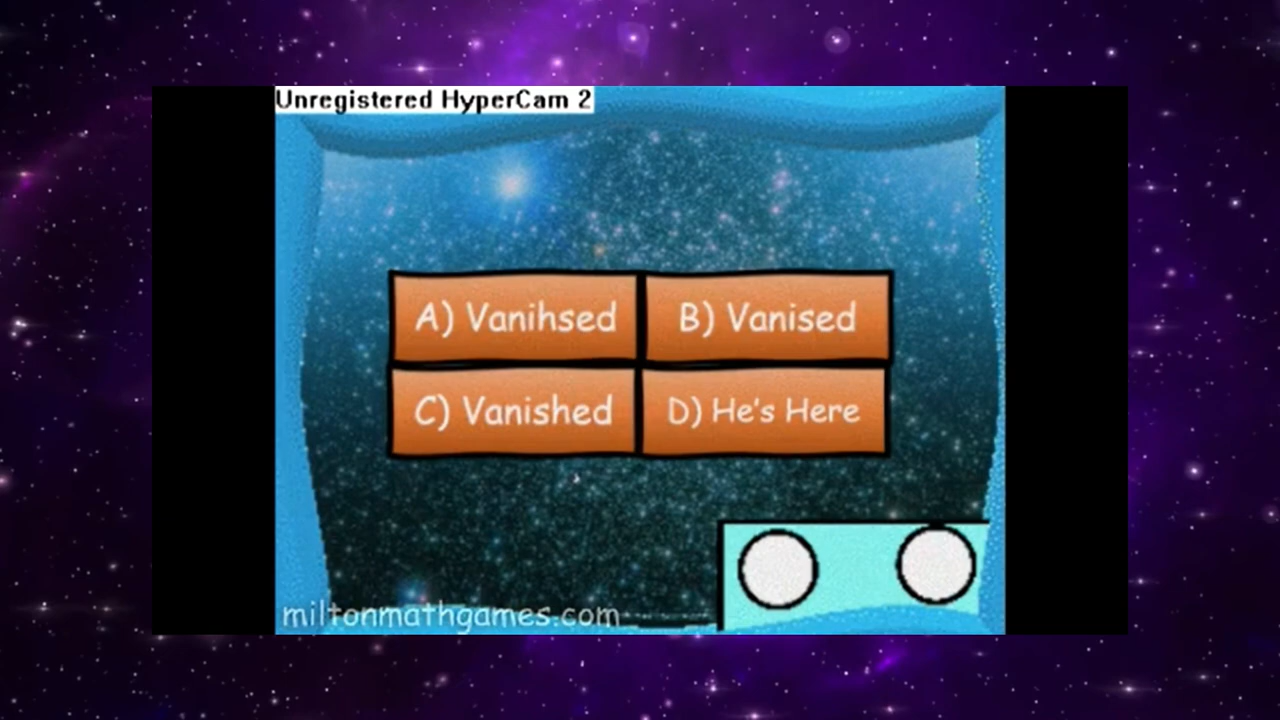 Unregistered HyperCam 2
A) Vanihsed
B) Vanised
C) Vanished
D) He's Here
miltonmathgames.com